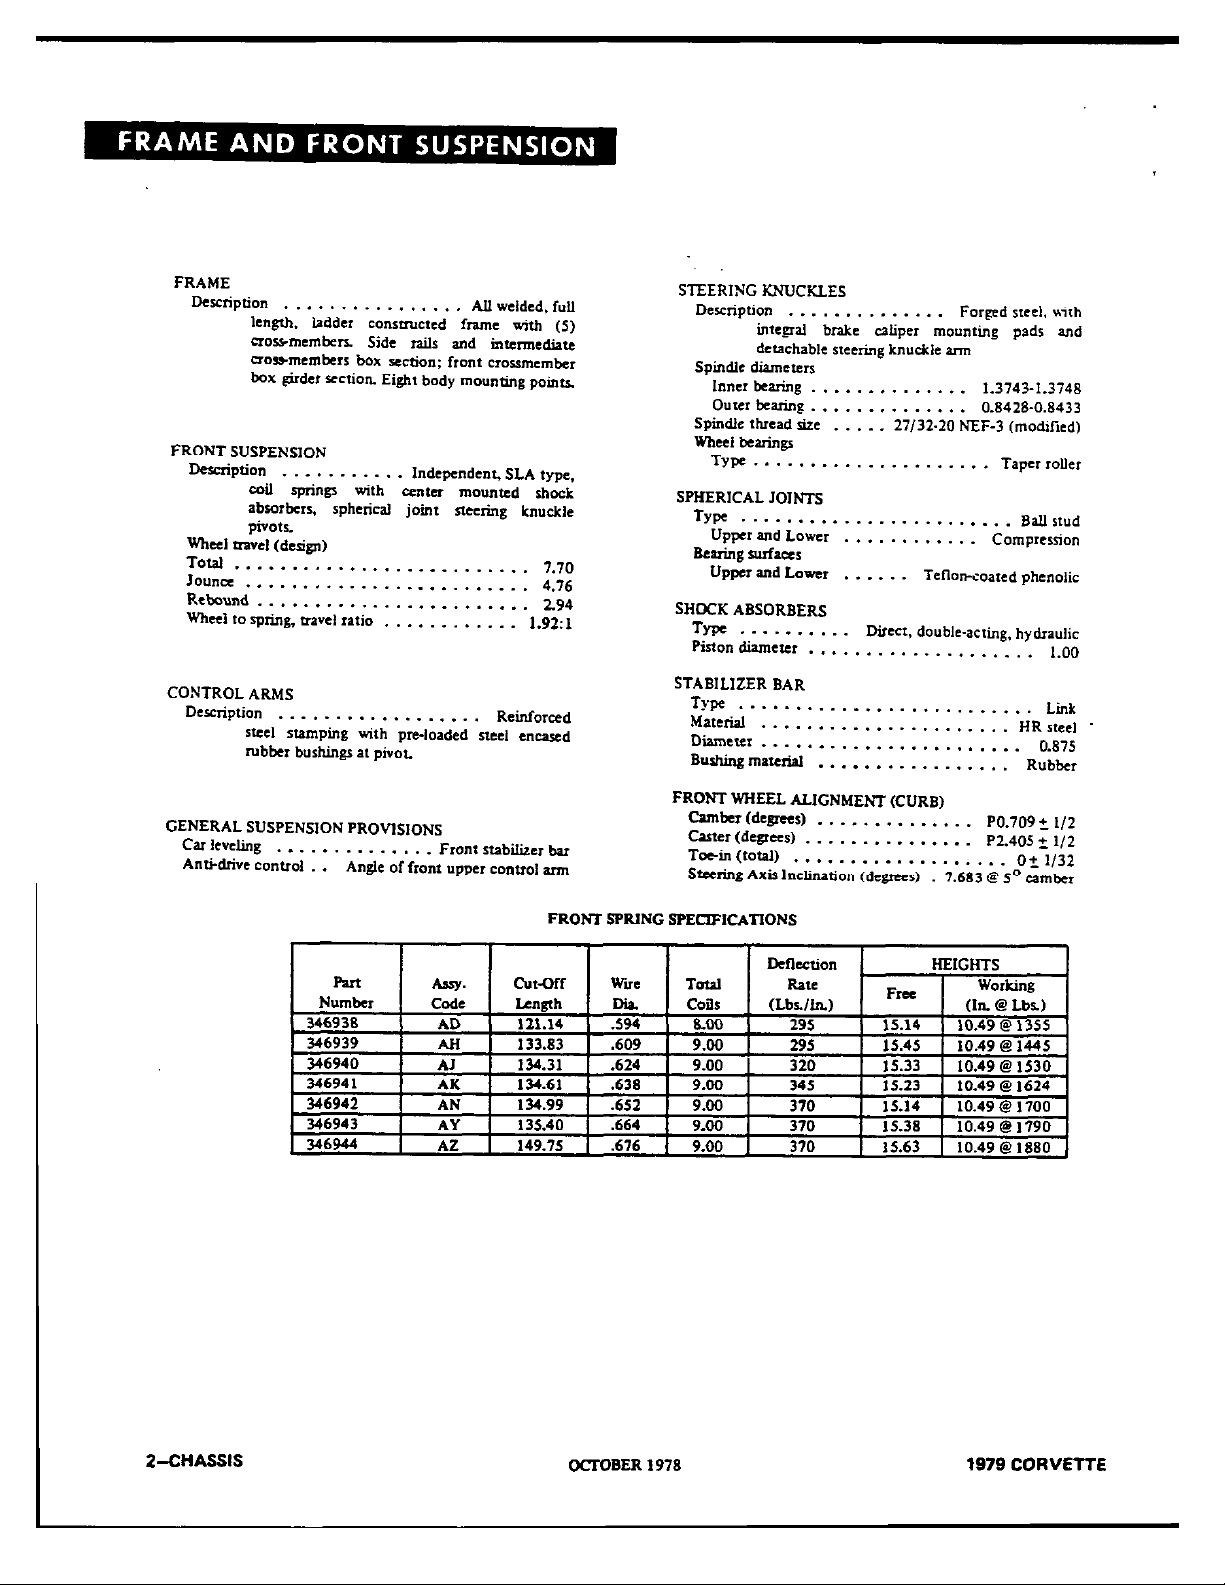 FRAME AND FRONT SUSPENSION
FRAME
Description . . . . . . . . . . . . . . . . All welded, full
length, ladder constructed frame with (5)
cross-members. Side rails and intermediate
cross-members box section; front crossmember
box girder section. Eight body mounting points.
FRONT SUSPENSION
Description . . . . . . . . . . . Independent, SLA type,
coil springs with center mounted shock
absorbers, spherical joint steering knuckle
pivots.
Wheel travel (design)
Total . . . . . . . . . . . . . . . . . . . . . . . . . . 7.70
Jounce . . . . . . . . . . . . . . . . . . . . . . . . . 4.76
Rebound . . . . . . . . . . . . . . . . . . . . . . . . 2.94
Wheel to spring, travel ratio . . . . . . . . . . . . 1.92:1
CONTROL ARMS
Description . . . . . . . . . . . . . . . . . . Reinforced
steel stamping with pre-loaded steel encased
rubber bushings at pivot.
GENERAL SUSPENSION PROVISIONS
Car leveling . . . . . . . . . . . . . . Front stabilizer bar
Anti-drive control . . Angle of front upper control arm
STEERING KNUCKLES
Description . . . . . . . . . . . . . . Forged steel, with
integral brake caliper mounting pads and
detachable steering knuckle arm
Spindle diameters
Inner bearing . . . . . . . . . . . . . . 1.3743-1.3748
Outer bearing . . . . . . . . . . . . . . 0.8428-0.8433
Spindle thread size . . . . . 27/32-20 NEF-3 (modified)
Wheel bearings
Type . . . . . . . . . . . . . . . . . . . . . Taper roller
SPHERICAL JOINTS
Type . . . . . . . . . . . . . . . . . . . . . . . . Ball stud
Upper and Lower . . . . . . . . . . . . Compression
Bearing surfaces
Upper and Lower . . . . . . Teflon-coated phenolic
SHOCK ABSORBERS
Type . . . . . . . . . . Direct, double-acting, hydraulic
Piston diameter . . . . . . . . . . . . . . . . . . . . 1.00
STABILIZER BAR
Type . . . . . . . . . . . . . . . . . . . . . . . . . . Link
Material . . . . . . . . . . . . . . . . . . . . . . HR steel
Diameter . . . . . . . . . . . . . . . . . . . . . . . 0.875
Bushing material . . . . . . . . . . . . . . . . . Rubber
FRONT WHEEL ALIGNMENT (CURB)
Camber (degrees) . . . . . . . . . . . . . . P0.709 ± 1/2
Caster (degrees) . . . . . . . . . . . . . . . P2.405 ± 1/2
Toe-in (total) . . . . . . . . . . . . . . . . . . . 0 ± 1/32
Steering Axis Inclination (degrees) . 7.683 @ 5° camber
FRONT SPRING SPECIFICATIONS
Part Number Assy. Code Cut-Off Length Wire Dia. Total Coils Deflection Rate (Lbs./In.) HEIGHTS Free Working (In. @ Lbs.)
346938 AD 121.14 .594 8.00 295 15.14 10.49 @ 1355
346939 AH 133.83 .609 9.00 295 15.45 10.49 @ 1445
346940 AJ 134.31 .624 9.00 320 15.33 10.49 @ 1530
346941 AK 134.61 .638 9.00 345 15.23 10.49 @ 1624
346942 AN 134.99 .652 9.00 370 15.14 10.49 @ 1700
346943 AY 135.40 .664 9.00 370 15.38 10.49 @ 1790
346944 AZ 149.75 .676 9.00 370 15.63 10.49 @ 1880
2—CHASSIS
OCTOBER 1978
1979 CORVETTE